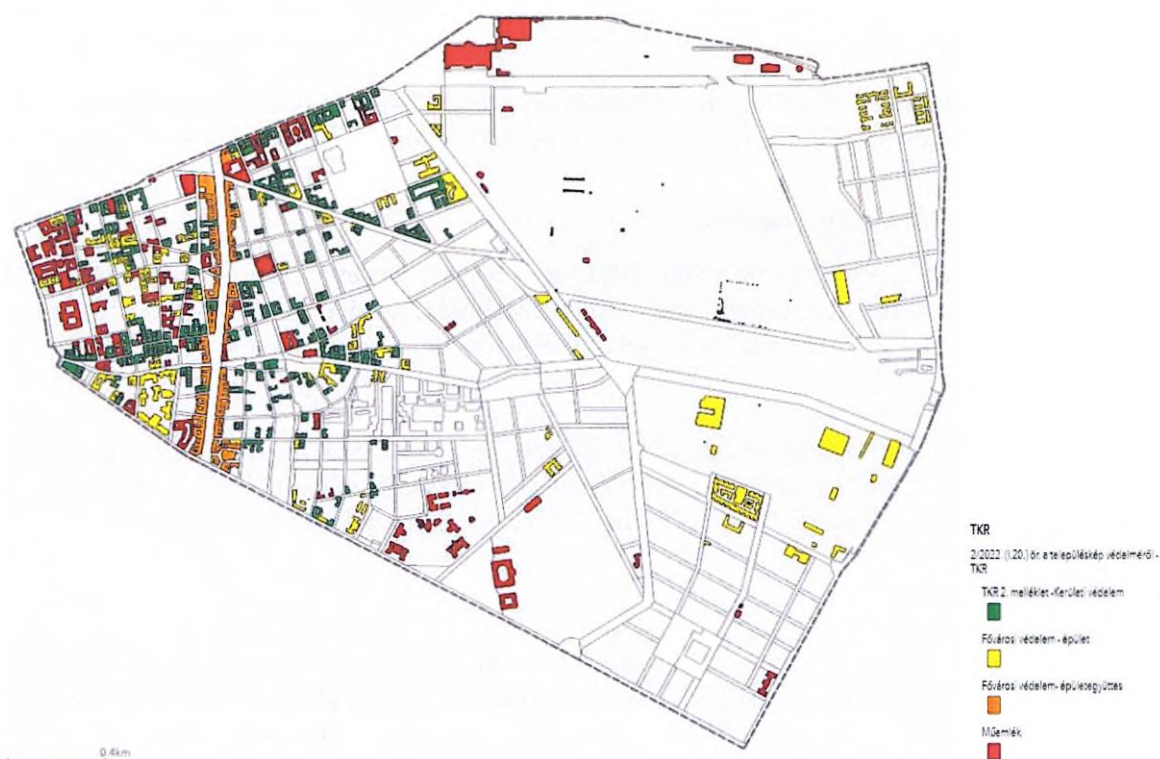 TKR
2/2022. (I.20.) ör. a településkép védelméről -
TKR
TKR 2. melléklet -Kerületi védelem
Fővárosi védelem - épület
Fővárosi védelem- épületegyüttes
Műemlék
0.4km